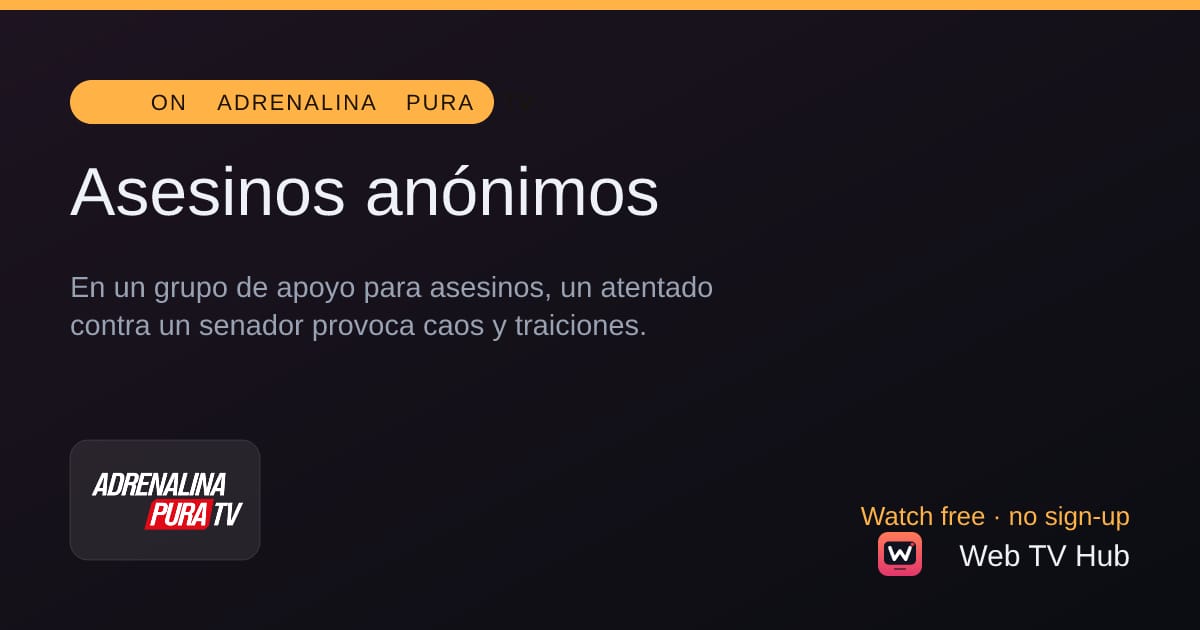 ON ADRENALINA PURA
Asesinos anónimos
En un grupo de apoyo para asesinos, un atentado
contra un senador provoca caos y traiciones.
ADRENALINA
PURA TV
Watch free · no sign-up
W
Web TV Hub